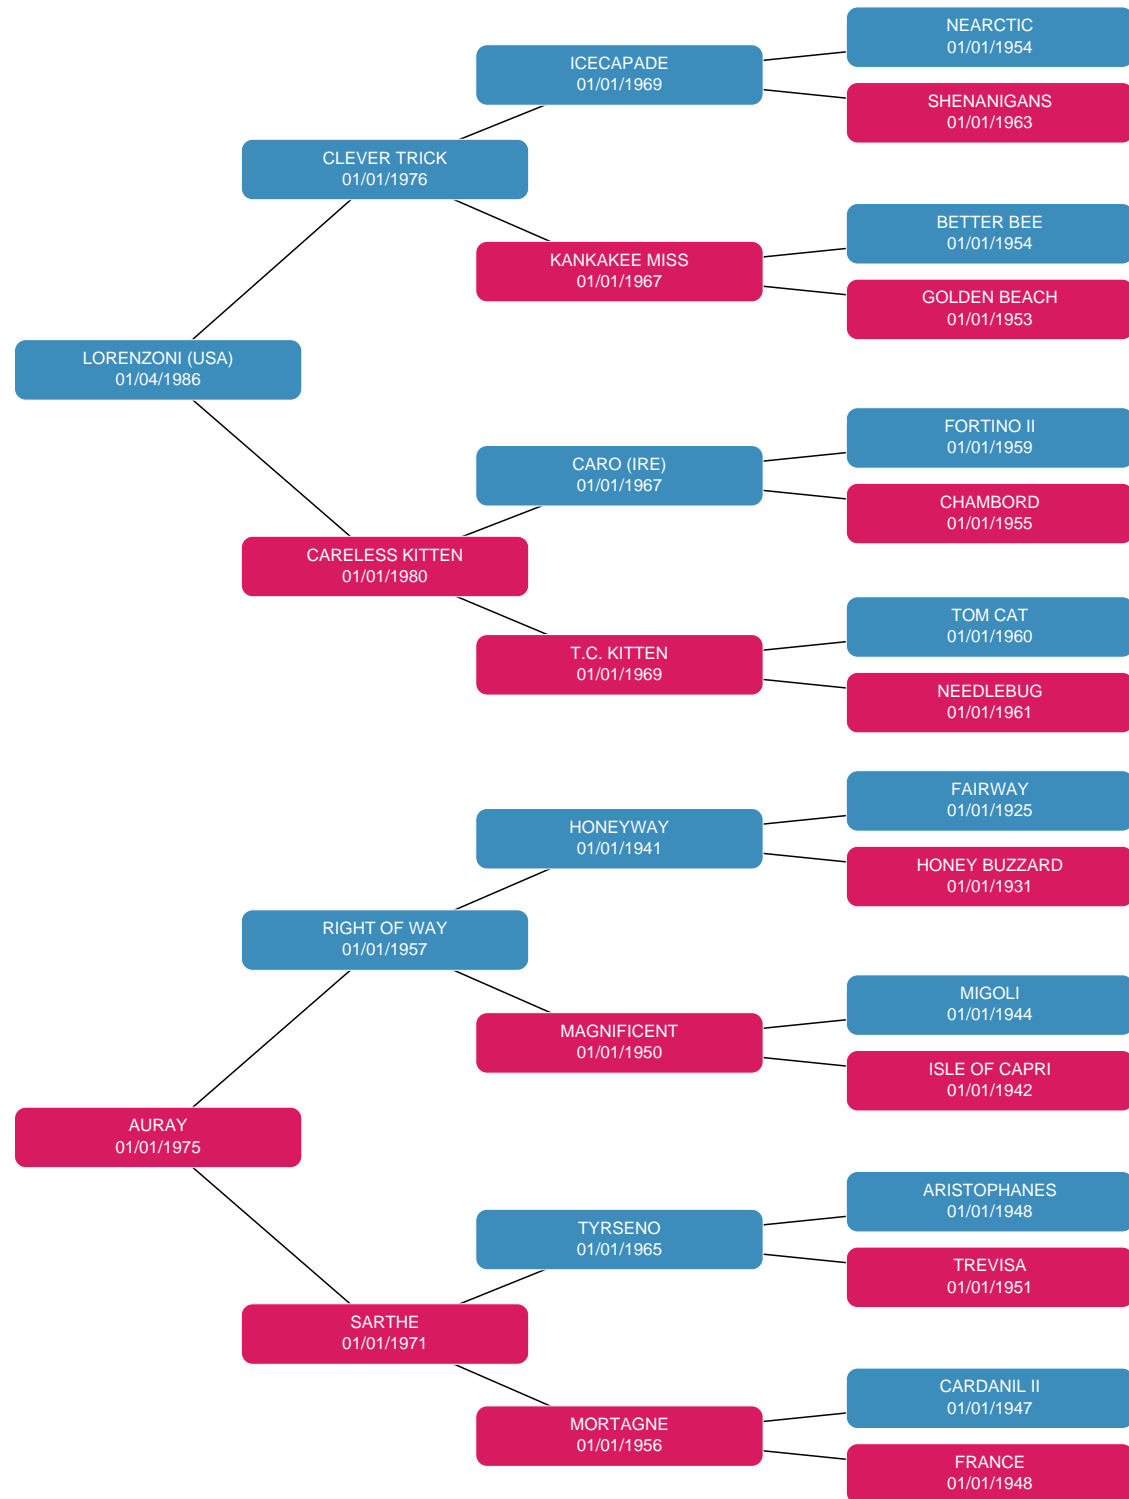 NEARCTIC
01/01/1954
ICECAPADE
01/01/1969
SHENANIGANS
01/01/1963
CLEVER TRICK
01/01/1976
BETTER BEE
01/01/1954
KANKAKEE MISS
01/01/1967
GOLDEN BEACH
01/01/1953
LORENZONI (USA)
01/04/1986
FORTINO II
01/01/1959
CARO (IRE)
01/01/1967
CHAMBORD
01/01/1955
CARELESS KITTEN
01/01/1980
TOM CAT
01/01/1960
T.C. KITTEN
01/01/1969
NEEDLEBUG
01/01/1961
FAIRWAY
01/01/1925
HONEYWAY
01/01/1941
HONEY BUZZARD
01/01/1931
RIGHT OF WAY
01/01/1957
MIGOLI
01/01/1944
MAGNIFICENT
01/01/1950
ISLE OF CAPRI
01/01/1942
AURAY
01/01/1975
ARISTOPHANES
01/01/1948
TYRSENO
01/01/1965
TREVISA
01/01/1951
SARTHE
01/01/1971
CARDANIL II
01/01/1947
MORTAGNE
01/01/1956
FRANCE
01/01/1948